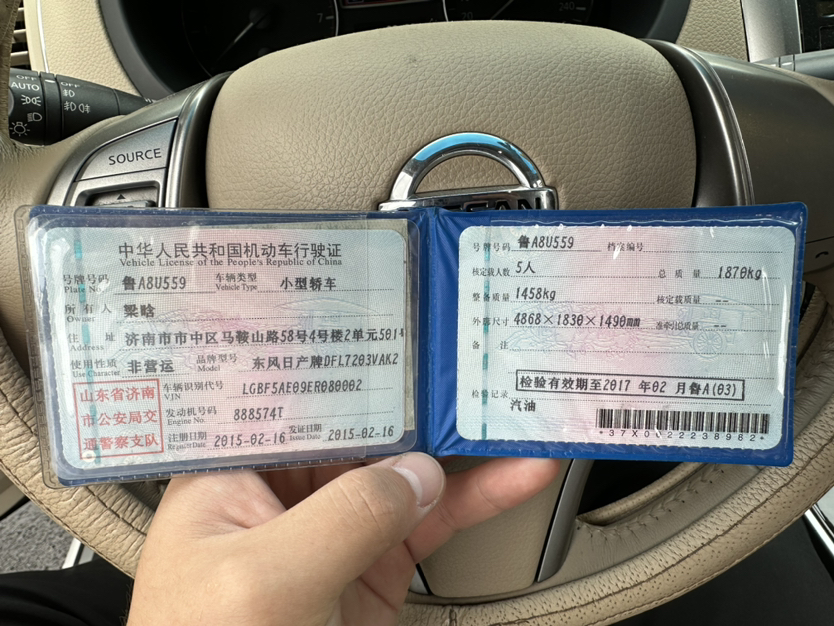 OFF
AUTO
OFF
SOURCE
7
240
中华人民共和国机动车行驶证
Vehicle License of the People's Republic of China
号牌号码 鲁A8U559 车辆类型 小型轿车
Plate No. Vehicle Type
所有人 梁晗
Owner
住址 济南市市中区马鞍山路58号4号楼2单元501
Address
使用性质 非营运 品牌型号 东风日产牌DFL7203VAK2
Use Character Model
山东省济南
市公安局交
通警察支队
车辆识别代号 LGBF5AE09ER080002
VIN
发动机号码 888574T
Engine No.
注册日期 2015-02-16 发证日期 2015-02-16
Register Date Issue Date
号牌号码 鲁A8U559 档案编号
核定载人数 5人 总质量 1870kg
整备质量 1458kg 核定载质量 --
外廓尺寸 4868×1830×1490mm 准牵引总质量 --
备注
检验有效期至2017 年 02 月鲁A(03)
检验记录
汽油